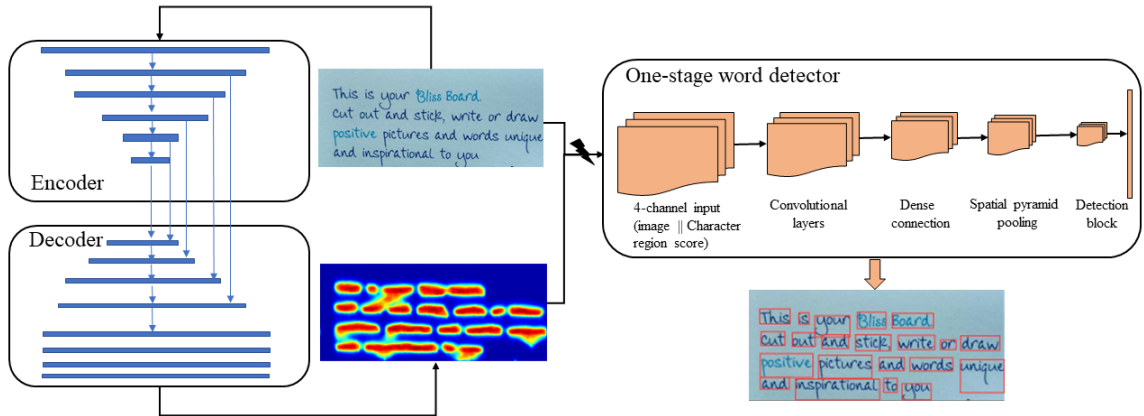 Encoder
Decoder
This is your Bliss Board
cut out and stick, write or draw
positive pictures and words unique
and inspirational to you
One-stage word detector
4-channel input
(image || Character
region score)
Convolutional
layers
Dense
connection
Spatial pyramid
pooling
Detection
block
This is your Bliss Board
cut out and stick, write or draw
positive pictures and words unique
and inspirational to you